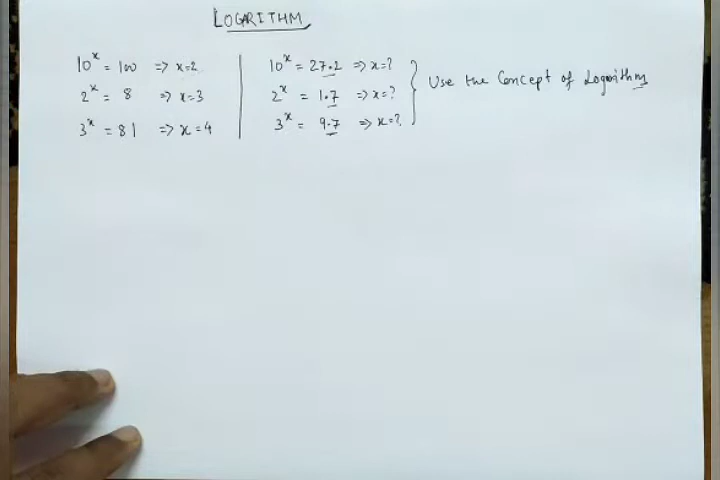 LOGARITHM
10^x = 100 => x=2
2^x = 8 => x=3
3^x = 81 => x=4
10^x = 27.2 => x=?
2^x = 1.7 => x=?
3^x = 9.7 => x=?
Use the Concept of Logarithm